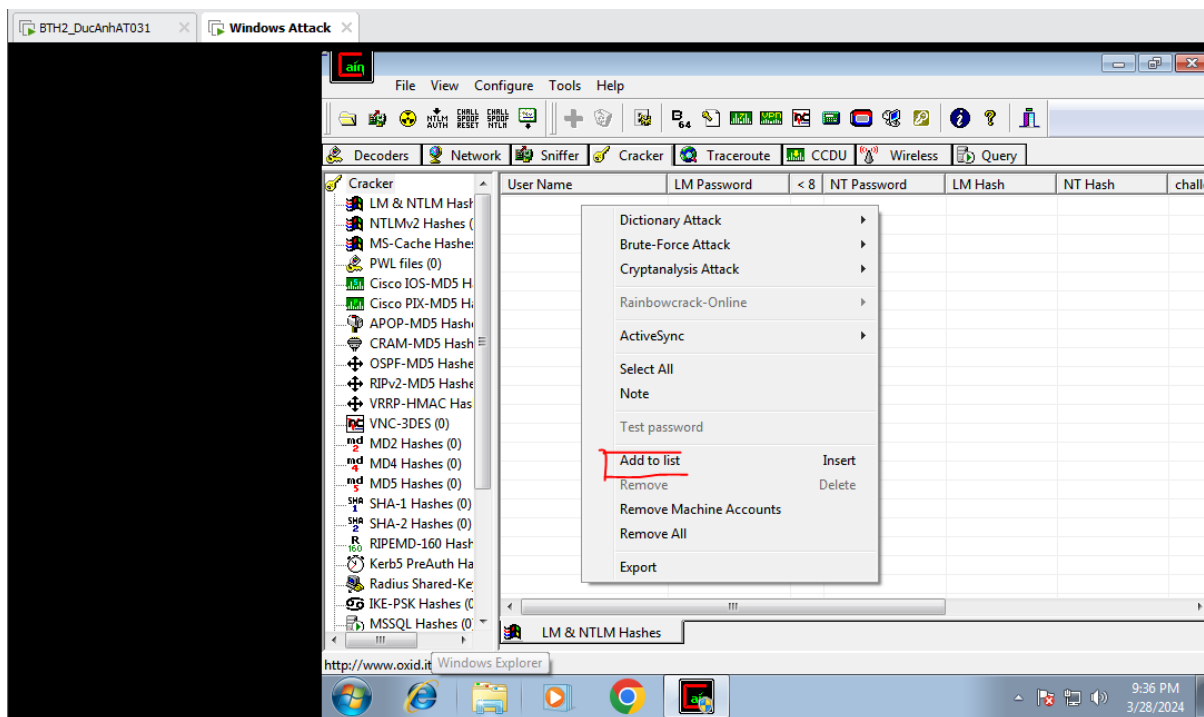 BTH2_DucAnhAT031 Windows Attack
Cain
File View Configure Tools Help
NTLM AUTH CHALL SPOOF RESET CHALL SPOOF NTLM B64
Decoders Network Sniffer Cracker Traceroute CCDU Wireless Query
Cracker
LM & NTLM Hash
NTLMv2 Hashes (
MS-Cache Hashe
PWL files (0)
Cisco IOS-MD5 H
Cisco PIX-MD5 Ha
APOP-MD5 Hash
CRAM-MD5 Hash
OSPF-MD5 Hashe
RIPv2-MD5 Hashe
VRRP-HMAC Has
VNC-3DES (0)
MD2 Hashes (0)
MD4 Hashes (0)
MD5 Hashes (0)
SHA-1 Hashes (0)
SHA-2 Hashes (0)
RIPEMD-160 Hash
Kerb5 PreAuth Ha
Radius Shared-Ke
IKE-PSK Hashes (0
MSSQL Hashes (0)
User Name LM Password < 8 NT Password LM Hash NT Hash chall
Dictionary Attack
Brute-Force Attack
Cryptanalysis Attack
Rainbowcrack-Online
ActiveSync
Select All
Note
Test password
Add to list Insert
Remove Delete
Remove Machine Accounts
Remove All
Export
LM & NTLM Hashes
http://www.oxid.it Windows Explorer
9:36 PM
3/28/2024